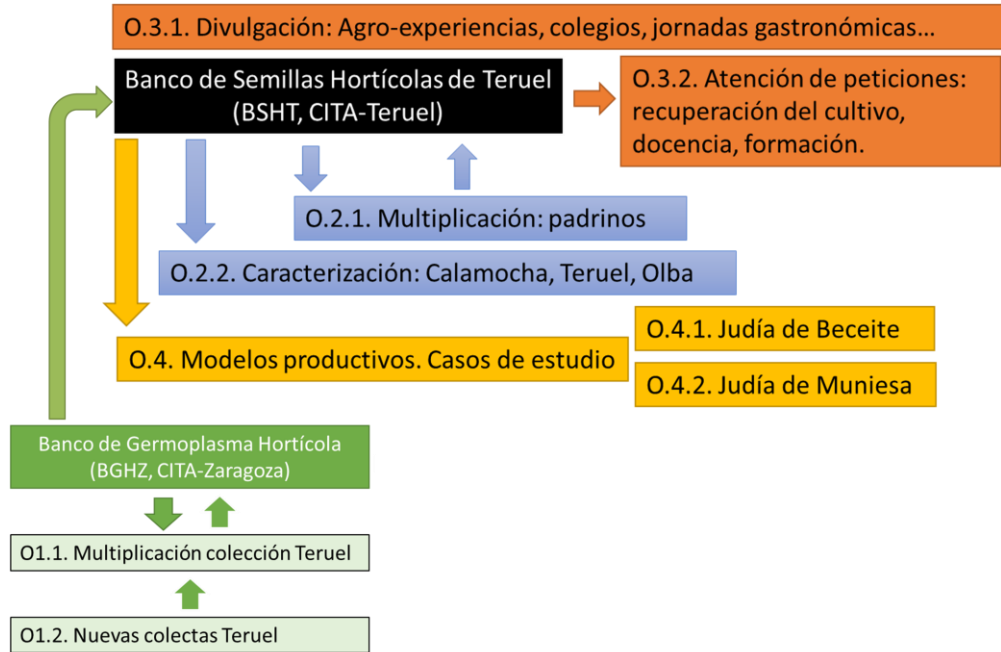 O.3.1. Divulgación: Agro-experiencias, colegios, jornadas gastronómicas...
Banco de Semillas Hortícolas de Teruel
(BSHT, CITA-Teruel)
O.3.2. Atención de peticiones:
recuperación del cultivo,
docencia, formación.
O.2.1. Multiplicación: padrinos
O.2.2. Caracterización: Calamocha, Teruel, Olba
O.4. Modelos productivos. Casos de estudio
O.4.1. Judía de Beceite
O.4.2. Judía de Muniesa
Banco de Germoplasma Hortícola
(BGHZ, CITA-Zaragoza)
O1.1. Multiplicación colección Teruel
O1.2. Nuevas colectas Teruel